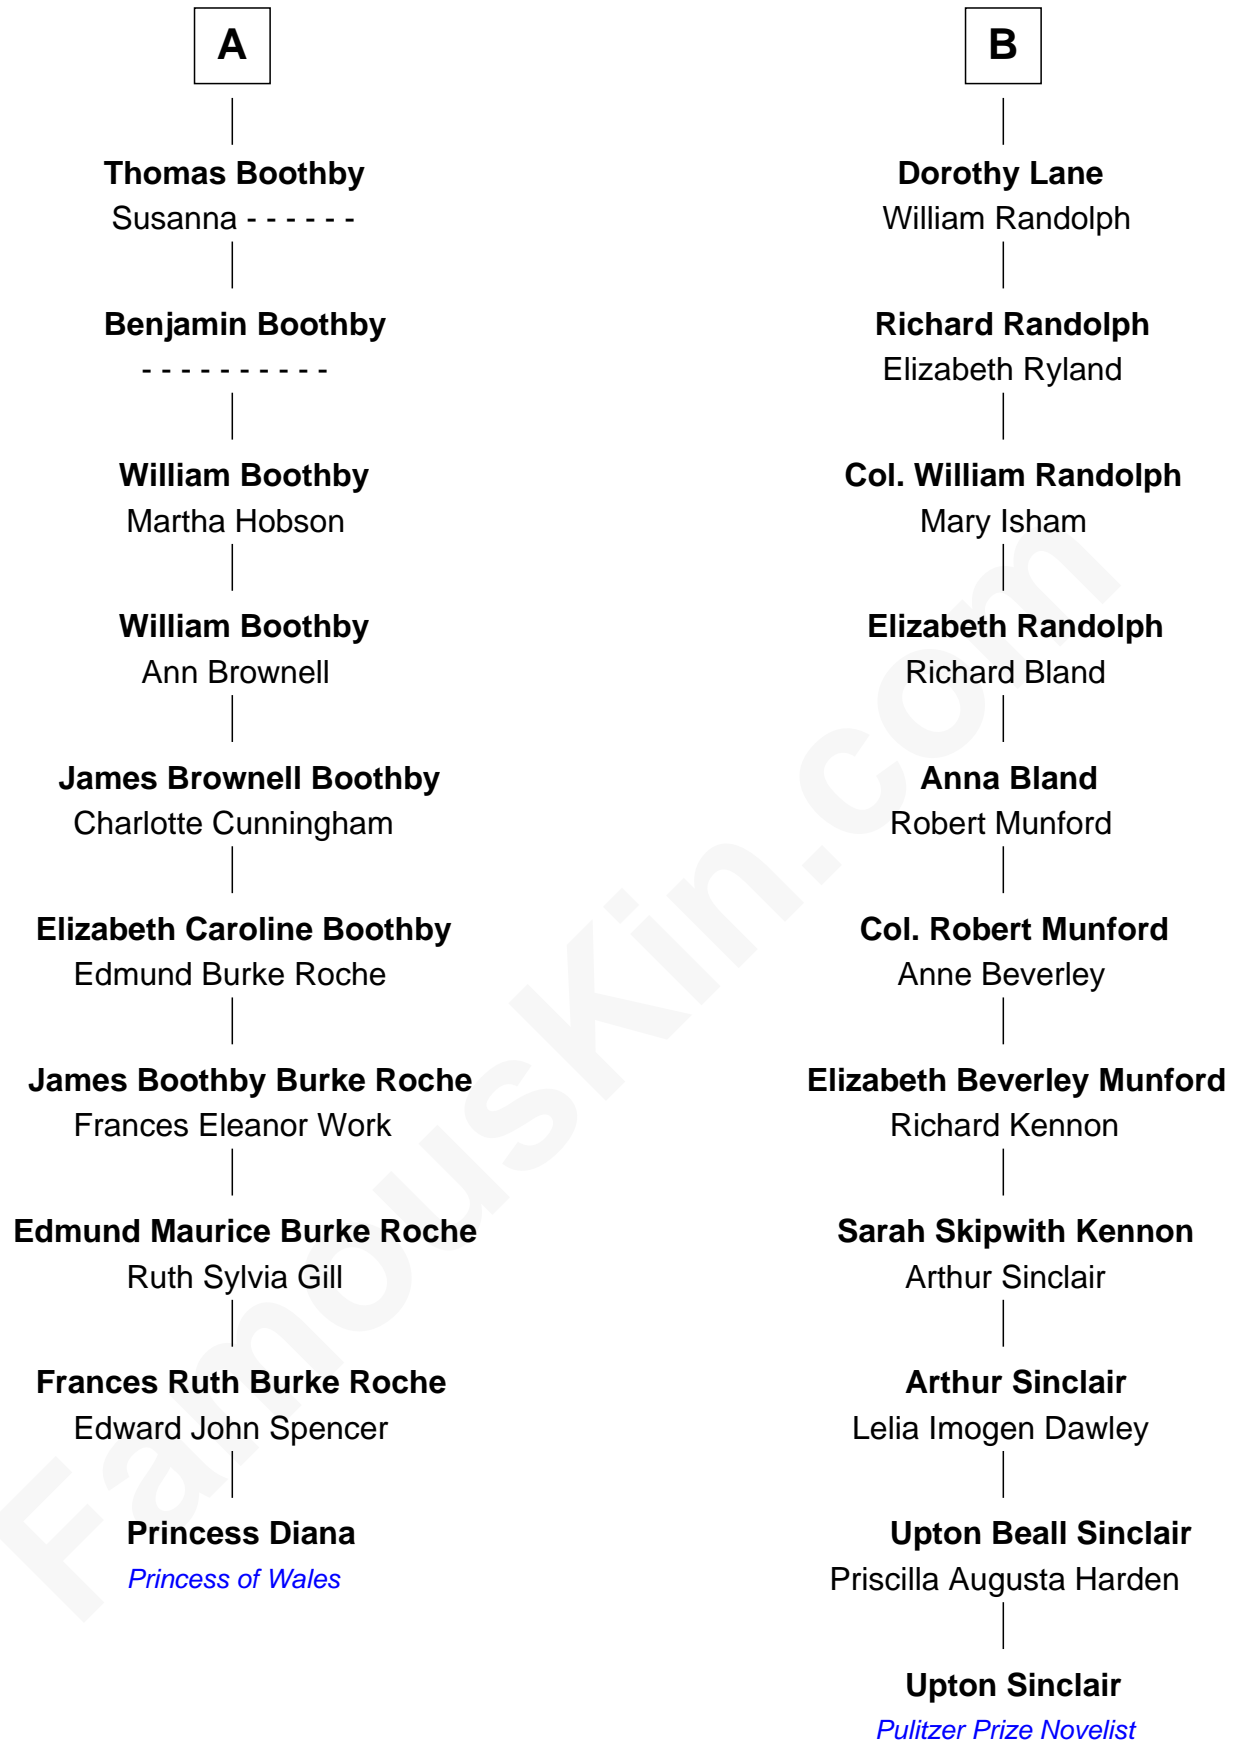 A
Thomas Boothby
Susanna - - - - - -
Benjamin Boothby
- - - - - - - - - -
William Boothby
Martha Hobson
William Boothby
Ann Brownell
James Brownell Boothby
Charlotte Cunningham
Elizabeth Caroline Boothby
Edmund Burke Roche
James Boothby Burke Roche
Frances Eleanor Work
Edmund Maurice Burke Roche
Ruth Sylvia Gill
Frances Ruth Burke Roche
Edward John Spencer
Princess Diana
Princess of Wales
B
Dorothy Lane
William Randolph
Richard Randolph
Elizabeth Ryland
Col. William Randolph
Mary Isham
Elizabeth Randolph
Richard Bland
Anna Bland
Robert Munford
Col. Robert Munford
Anne Beverley
Elizabeth Beverley Munford
Richard Kennon
Sarah Skipwith Kennon
Arthur Sinclair
Arthur Sinclair
Lelia Imogen Dawley
Upton Beall Sinclair
Priscilla Augusta Harden
Upton Sinclair
Pulitzer Prize Novelist
FamousKin.com